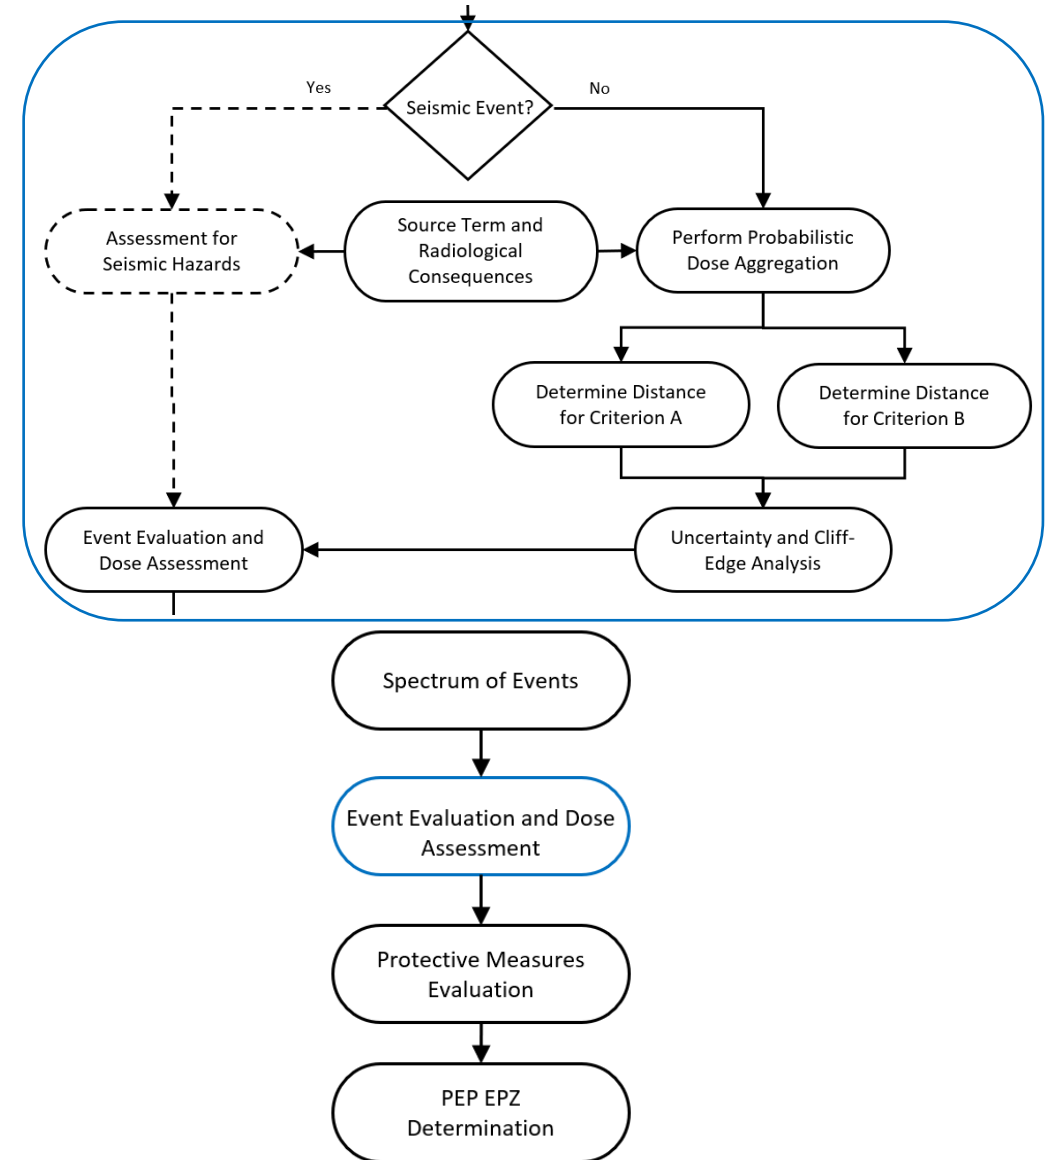 Yes
No
Seismic Event?
Assessment for
Seismic Hazards
Source Term and
Radiological
Consequences
Perform Probabilistic
Dose Aggregation
Determine Distance
for Criterion A
Determine Distance
for Criterion B
Event Evaluation and
Dose Assessment
Uncertainty and Cliff-
Edge Analysis
Spectrum of Events
Event Evaluation and Dose
Assessment
Protective Measures
Evaluation
PEP EPZ
Determination